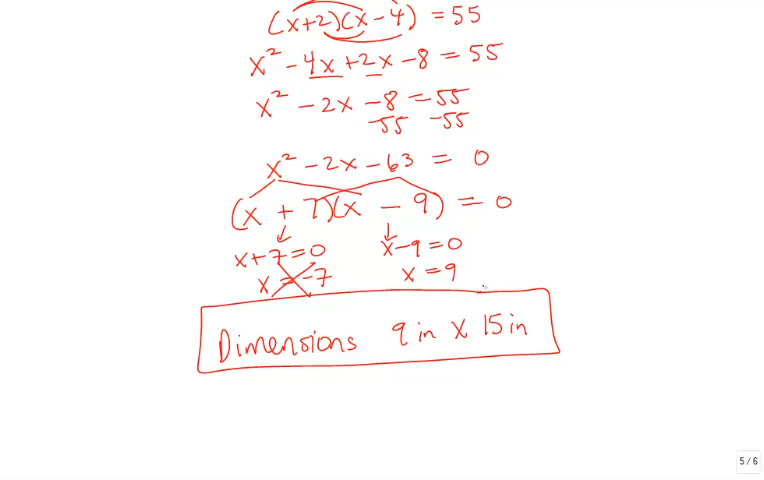 (x+2)(x-4) = 55
x² - 4x + 2x - 8 = 55
x² - 2x - 8 = 55
-55 -55
x² - 2x - 63 = 0
(x + 7)(x - 9) = 0
x+7=0 x-9=0
x=-7 x=9
Dimensions 9 in X 15 in
5/6